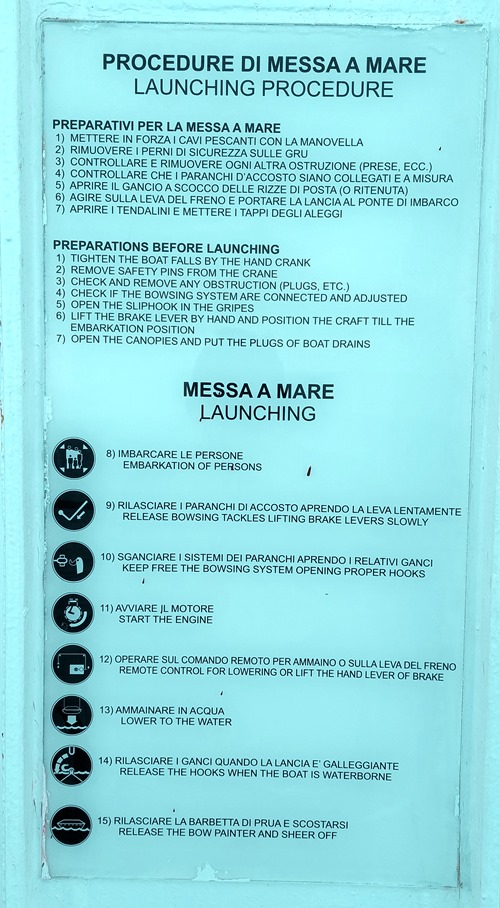 PROCEDURE DI MESSA A MARE
LAUNCHING PROCEDURE
PREPARATIVI PER LA MESSA A MARE
1) METTERE IN FORZA I CAVI PESCANTI CON LA MANOVELLA
2) RIMUOVERE I PERNI DI SICUREZZA SULLE GRU
3) CONTROLLARE E RIMUOVERE OGNI ALTRA OSTRUZIONE (PRESE, ECC.)
4) CONTROLLARE CHE I PARANCHI D'ACCOSTO SIANO COLLEGATI E A MISURA
5) APRIRE IL GANCIO A SCOCCO DELLE RIZZE DI POSTA (O RITENUTA)
6) AGIRE SULLA LEVA DEL FRENO E PORTARE LA LANCIA AL PONTE DI IMBARCO
7) APRIRE I TENDALINI E METTERE I TAPPI DEGLI ALEGGI
PREPARATIONS BEFORE LAUNCHING
1) TIGHTEN THE BOAT FALLS BY THE HAND CRANK
2) REMOVE SAFETY PINS FROM THE CRANE
3) CHECK AND REMOVE ANY OBSTRUCTION (PLUGS, ETC.)
4) CHECK IF THE BOWSING SYSTEM ARE CONNECTED AND ADJUSTED
5) OPEN THE SLIPHOOK IN THE GRIPES
6) LIFT THE BRAKE LEVER BY HAND AND POSITION THE CRAFT TILL THE
EMBARKATION POSITION
7) OPEN THE CANOPIES AND PUT THE PLUGS OF BOAT DRAINS
MESSA A MARE
LAUNCHING
8) IMBARCARE LE PERSONE
EMBARKATION OF PERSONS
9) RILASCIARE I PARANCHI DI ACCOSTO APRENDO LA LEVA LENTAMENTE
RELEASE BOWSING TACKLES LIFTING BRAKE LEVERS SLOWLY
10) SGANCIARE I SISTEMI DEI PARANCHI APRENDO I RELATIVI GANCI
KEEP FREE THE BOWSING SYSTEM OPENING PROPER HOOKS
11) AVVIARE IL MOTORE
START THE ENGINE
12) OPERARE SUL COMANDO REMOTO PER AMMAINO O SULLA LEVA DEL FRENO
REMOTE CONTROL FOR LOWERING OR LIFT THE HAND LEVER OF BRAKE
13) AMMAINARE IN ACQUA
LOWER TO THE WATER
14) RILASCIARE I GANCI QUANDO LA LANCIA E' GALLEGGIANTE
RELEASE THE HOOKS WHEN THE BOAT IS WATERBORNE
15) RILASCIARE LA BARBETTA DI PRUA E SCOSTARSI
RELEASE THE BOW PAINTER AND SHEER OFF